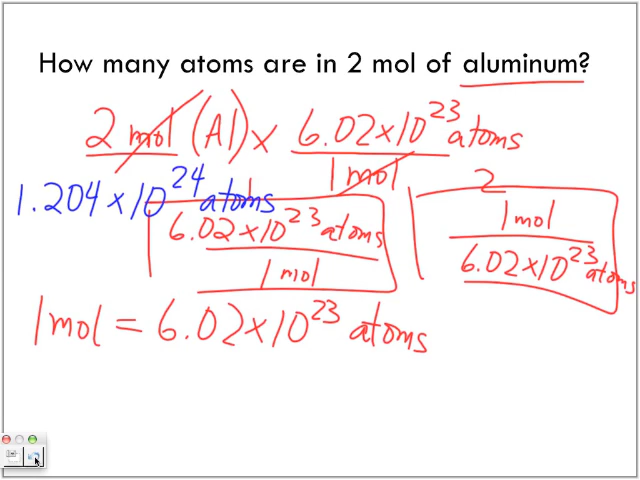 How many atoms are in 2 mol of aluminum?
2 mol (Al) × 6.02×10²³ atoms
1 mol
1.204×10²⁴ atoms
2
6.02×10²³ atoms
1 mol
1 mol
6.02×10²³ atoms
1 mol = 6.02×10²³ atoms